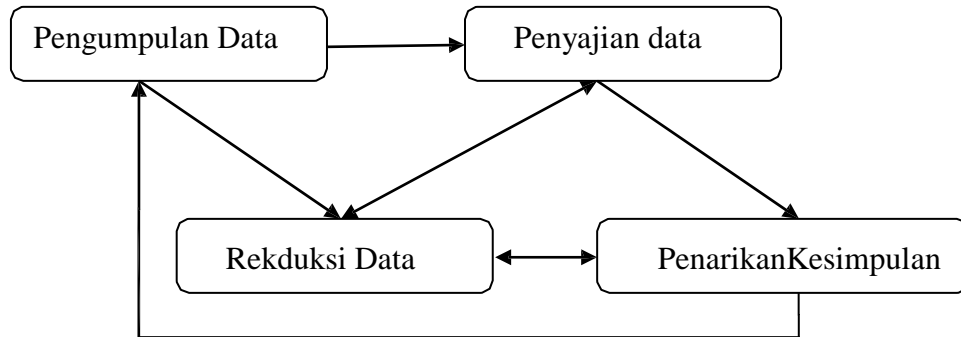 Pengumpulan Data
Penyajian data
Rekduksi Data
PenarikanKesimpulan